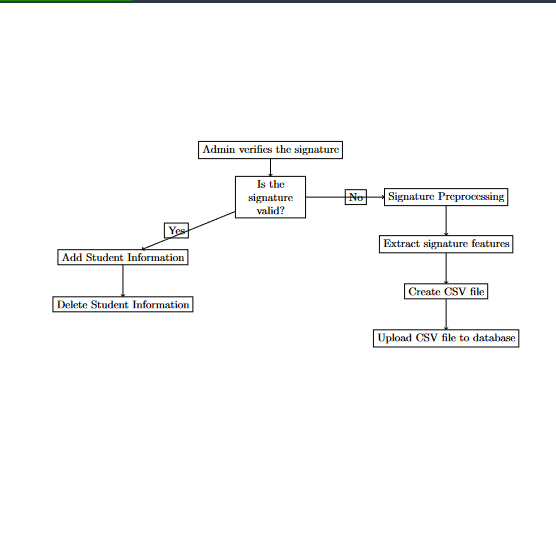 Admin verifies the signature
Is the
signature
valid?
No
Signature Preprocessing
Yes
Extract signature features
Add Student Information
Create CSV file
Delete Student Information
Upload CSV file to database